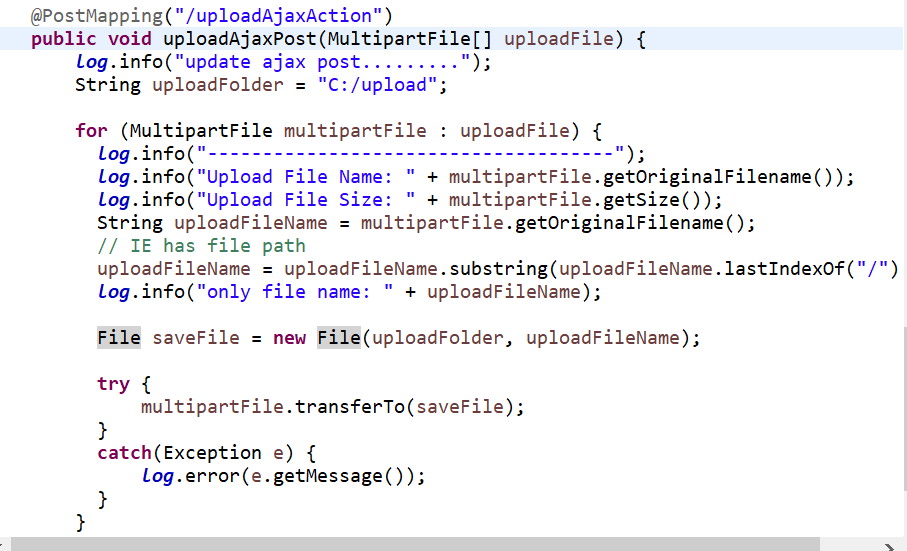 @PostMapping("/uploadAjaxAction")
public void uploadAjaxPost(MultipartFile[] uploadFile) {
log.info("update ajax post.........");
String uploadFolder = "C:/upload";
for (MultipartFile multipartFile : uploadFile) {
log.info("-------------------------------------");
log.info("Upload File Name: " + multipartFile.getOriginalFilename());
log.info("Upload File Size: " + multipartFile.getSize());
String uploadFileName = multipartFile.getOriginalFilename();
// IE has file path
uploadFileName = uploadFileName.substring(uploadFileName.lastIndexOf("/")
log.info("only file name: " + uploadFileName);
File saveFile = new File(uploadFolder, uploadFileName);
try {
multipartFile.transferTo(saveFile);
}
catch(Exception e) {
log.error(e.getMessage());
}
}